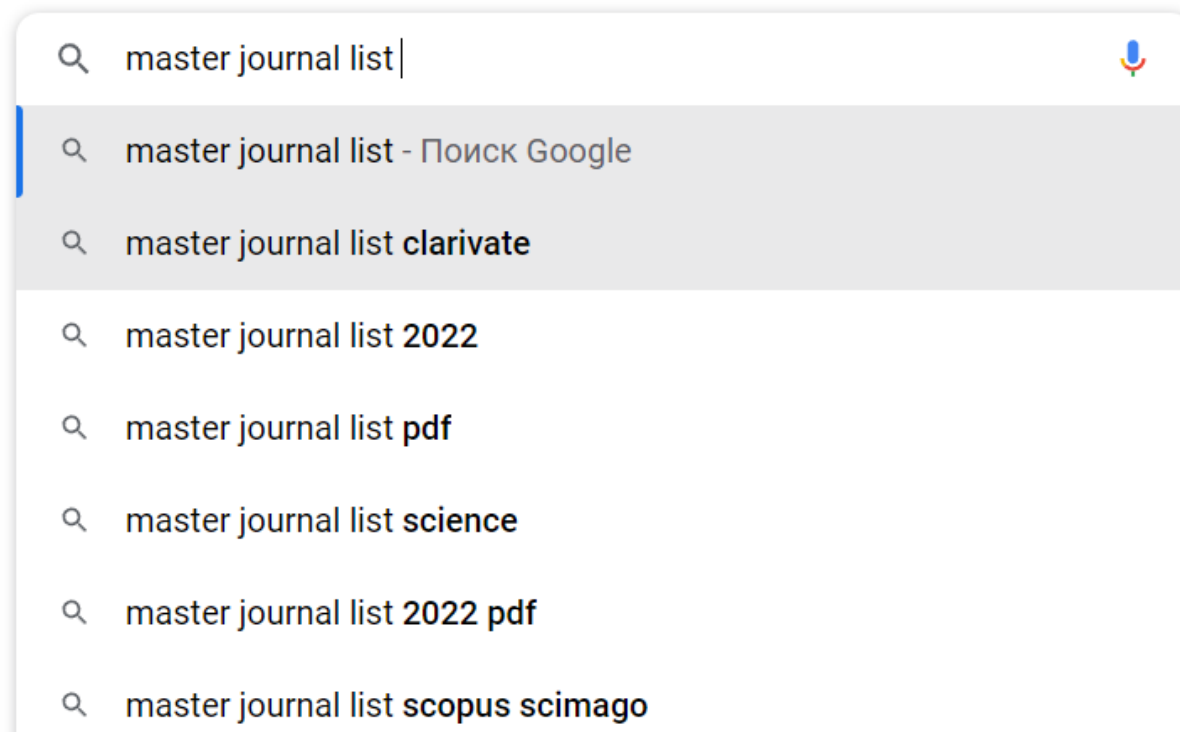 master journal list
master journal list - Поиск Google
master journal list clarivate
master journal list 2022
master journal list pdf
master journal list science
master journal list 2022 pdf
master journal list scopus scimago